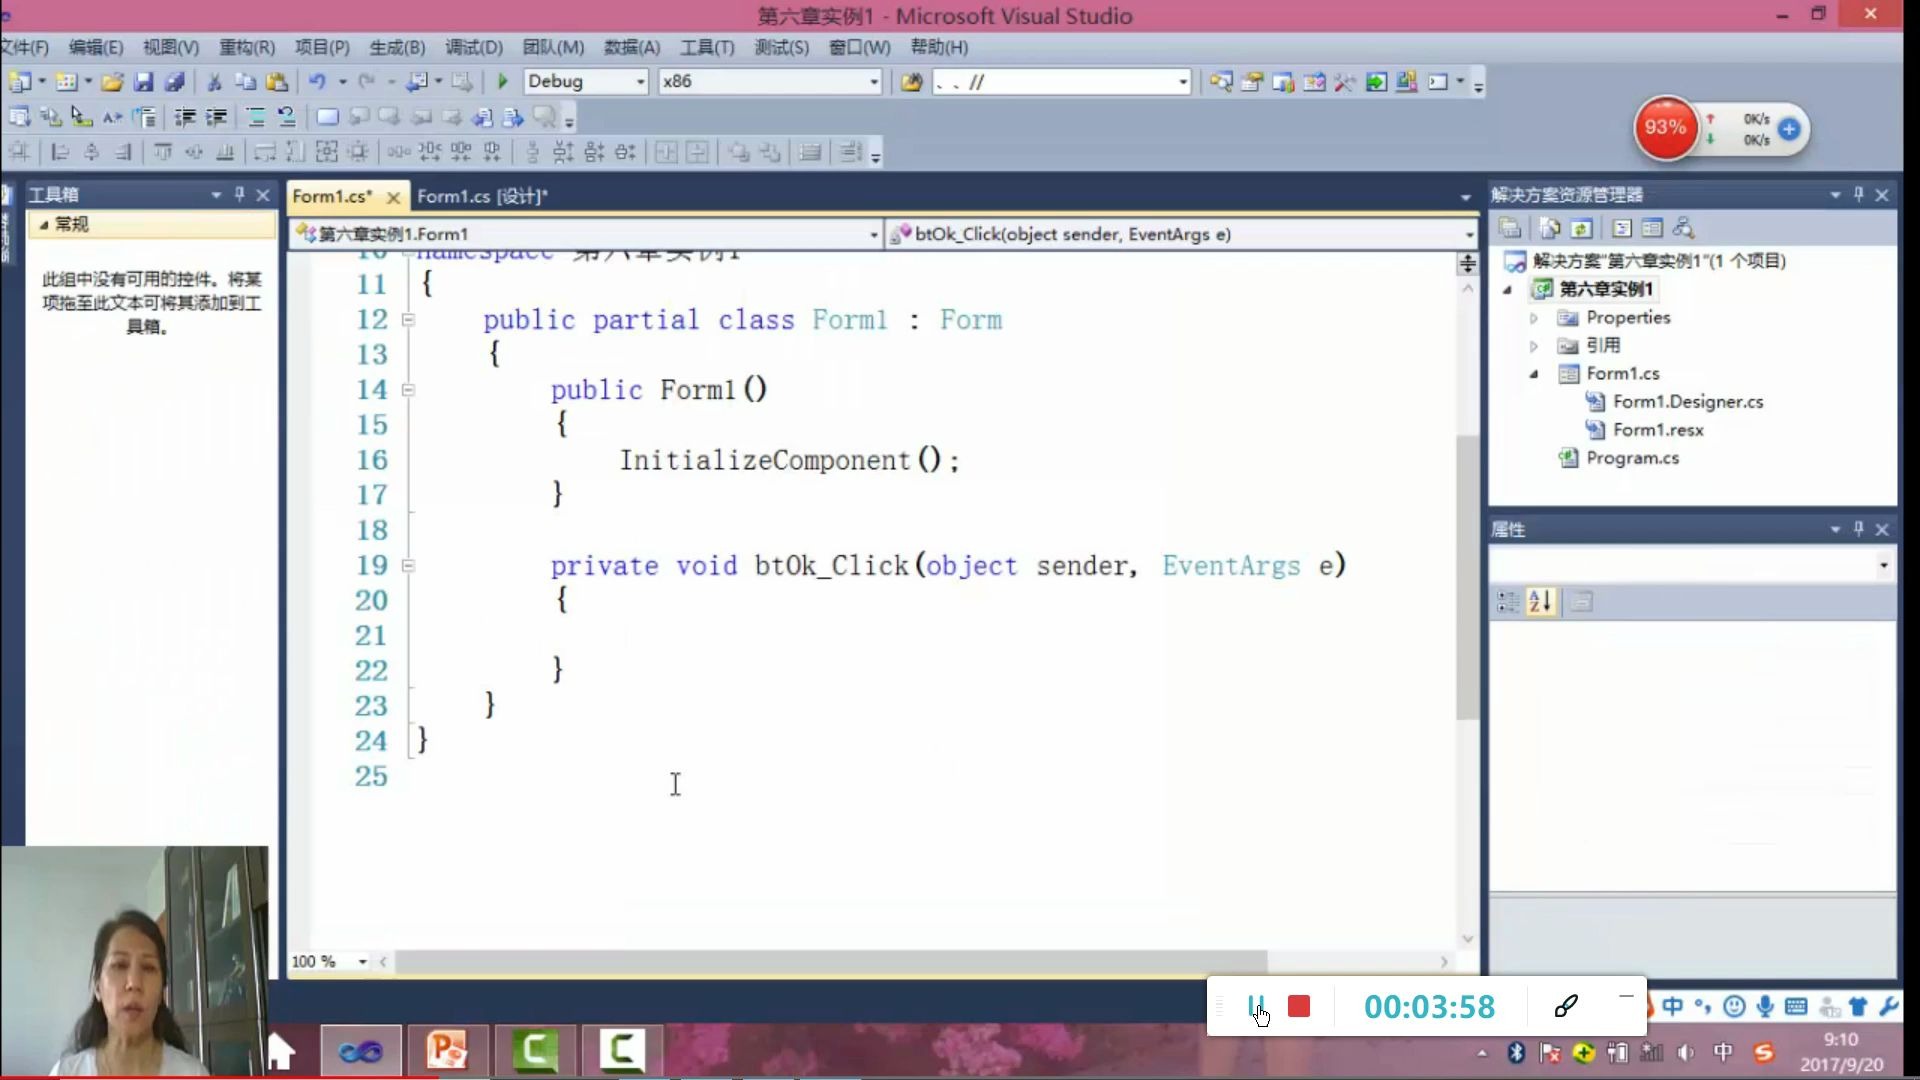 第六章实例1 - Microsoft Visual Studio
文件(F) 编辑(E) 视图(V) 重构(R) 项目(P) 生成(B) 调试(D) 团队(M) 数据(A) 工具(T) 测试(S) 窗口(W) 帮助(H)
Debug x86 、、//
93% 0K/s
0K/s
工具箱
常规
此组中没有可用的控件。将某
项拖至此文本可将其添加到工
具箱。
Form1.cs* Form1.cs [设计]*
第六章实例1.Form1 btOk_Click(object sender, EventArgs e)
10 namespace 第六章实例1
11 {
12 public partial class Form1 : Form
13 {
14 public Form1()
15 {
16 InitializeComponent();
17 }
18
19 private void btOk_Click(object sender, EventArgs e)
20 {
21
22 }
23 }
24 }
25
100 %
解决方案资源管理器
解决方案"第六章实例1"(1 个项目)
第六章实例1
Properties
引用
Form1.cs
Form1.Designer.cs
Form1.resx
Program.cs
属性
00:03:58
中
中
9:10
2017/9/20